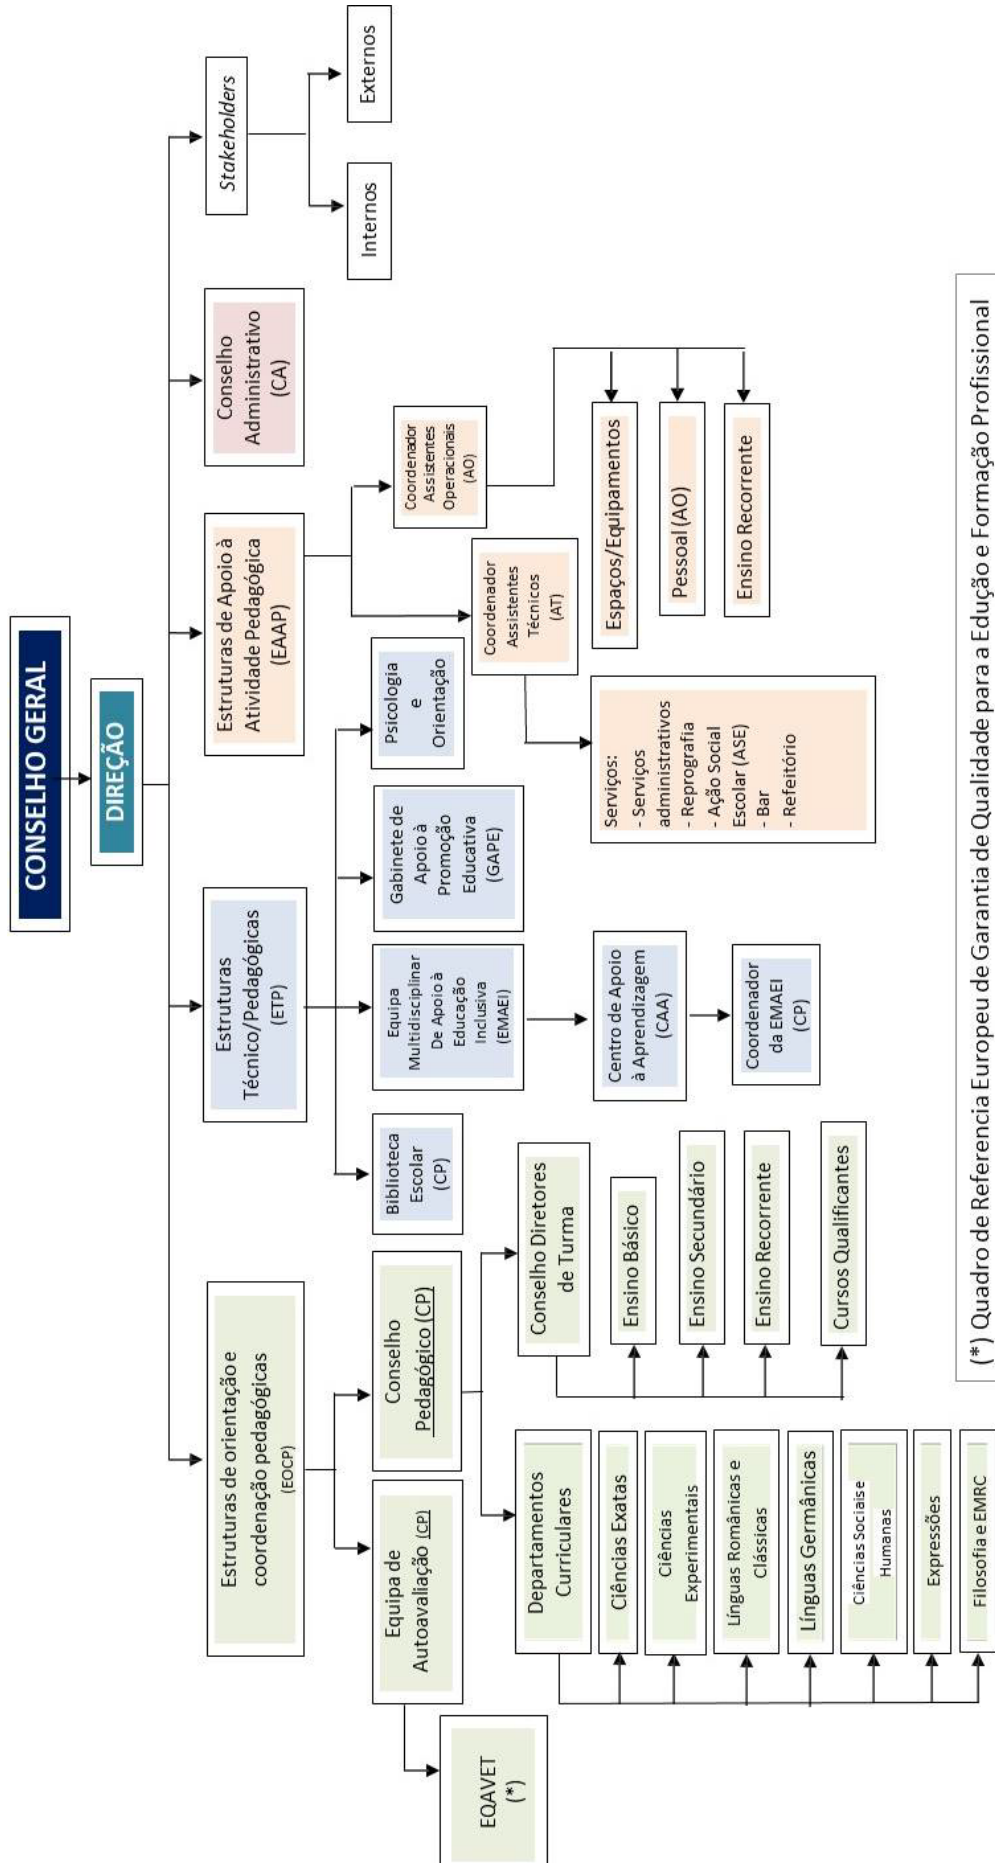 CONSELHO GERAL
DIREÇÃO
Estruturas de orientação e
coordenação pedagógicas
(EOCP)
Estruturas
Técnico/Pedagógicas
(ETP)
Estruturas de Apoio à
Atividade Pedagógica
(EAAP)
Conselho
Administrativo
(CA)
Stakeholders
Equipa de
Autoavaliação (CP)
Conselho
Pedagógico (CP)
Biblioteca
Escolar
(CP)
Equipa
Multidisciplinar
De Apoio à
Educação
Inclusiva
(EMAEI)
Gabinete de
Apoio à
Promoção
Educativa
(GAPE)
Psicologia
e
Orientação
Coordenador
Assistentes
Operacionais
(AO)
Internos
Externos
EQAVET
(*)
Coordenador
Assistentes
Técnicos
(AT)
Departamentos
Curriculares
Ciências Exatas
Ciências
Experimentais
Línguas Românicas e
Clássicas
Línguas Germânicas
Ciências Sociaise
Humanas
Expressões
Filosofia e EMRC
Conselho Diretores
de Turma
Ensino Básico
Ensino Secundário
Ensino Recorrente
Cursos Qualificantes
Centro de Apoio
à Aprendizagem
(CAA)
Coordenador
da EMAEI
(CP)
Serviços:
- Serviços
administrativos
- Reprografia
- Ação Social
Escolar (ASE)
- Bar
- Refeitório
Espaços/Equipamentos
Pessoal (AO)
Ensino Recorrente
(*) Quadro de Referencia Europeu de Garantia de Qualidade para a Edução e Formação Profissional